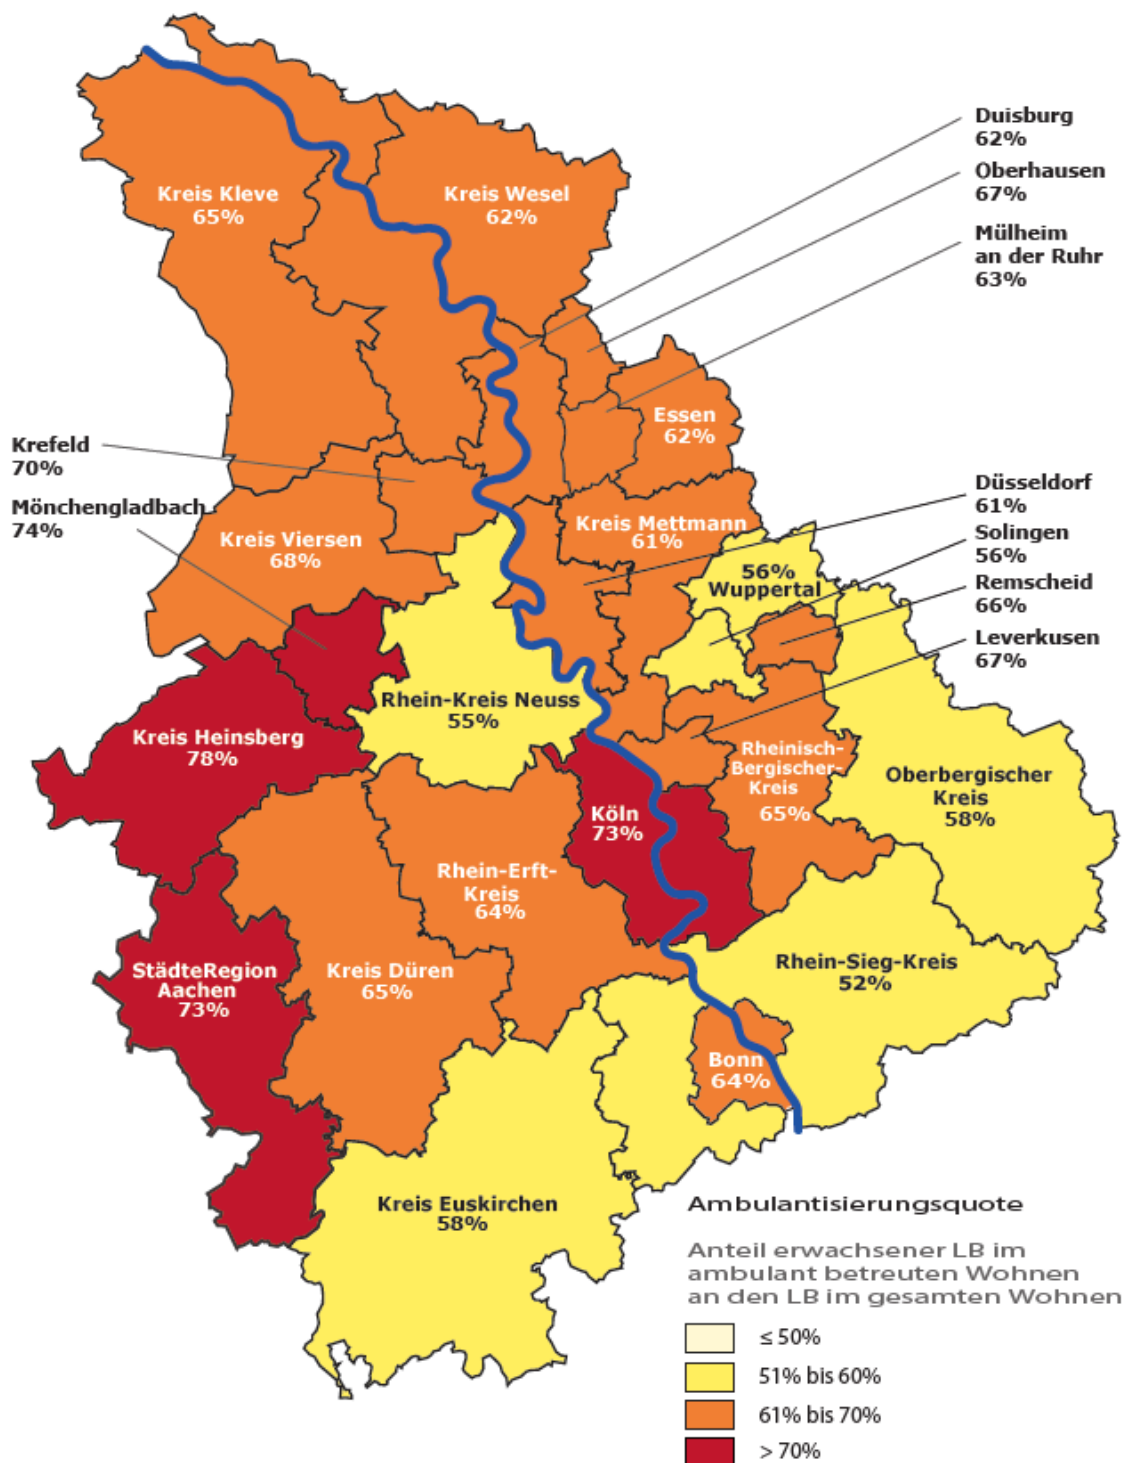 Duisburg
62%
Oberhausen
67%
Mülheim
an der Ruhr
63%
Kreis Kleve
65%
Kreis Wesel
62%
Essen
62%
Krefeld
70%
Mönchengladbach
74%
Kreis Viersen
68%
Kreis Mettmann
61%
Düsseldorf
61%
Solingen
56%
Remscheid
66%
Leverkusen
67%
56%
Wuppertal
Rhein-Kreis Neuss
55%
Kreis Heinsberg
78%
Köln
73%
Rheinisch-
Bergischer-
Kreis
65%
Oberbergischer
Kreis
58%
Rhein-Erft-
Kreis
64%
StädteRegion
Aachen
73%
Kreis Düren
65%
Rhein-Sieg-Kreis
52%
Bonn
64%
Kreis Euskirchen
58%
Ambulantisierungsquote
Anteil erwachsener LB im
ambulant betreuten Wohnen
an den LB im gesamten Wohnen
≤ 50%
51% bis 60%
61% bis 70%
> 70%